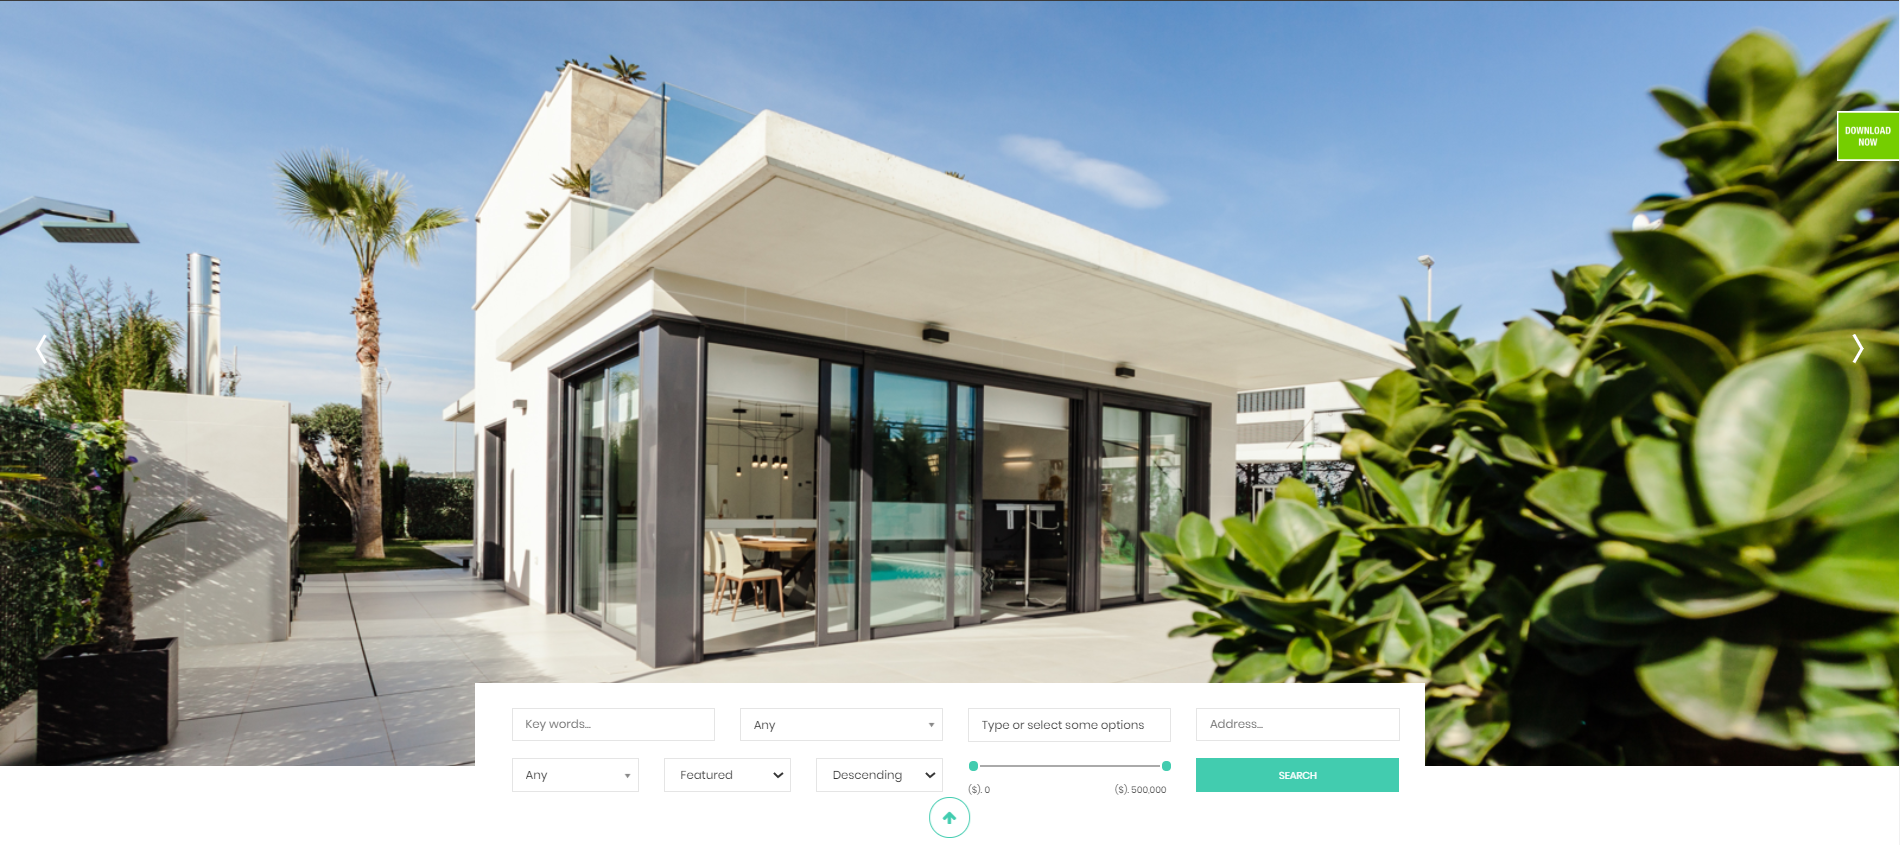 DOWNLOAD
NOW
Key words...
Any
Type or select some options
Address...
Any
Featured
Descending
($). 0
($). 500,000
SEARCH